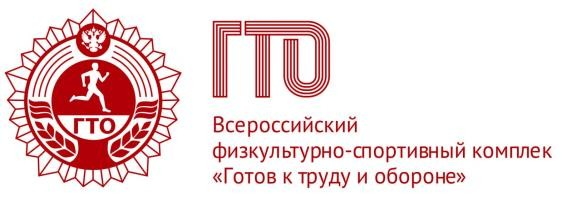 ГТО
ГТО
Всероссийский
физкультурно-спортивный комплек
«Готов к труду и обороне»